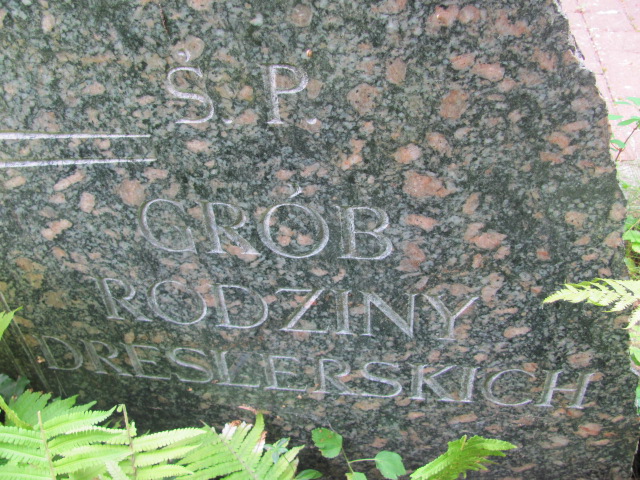 Ś. P.
GRÓB
RODZINY
DRESLERSKICH